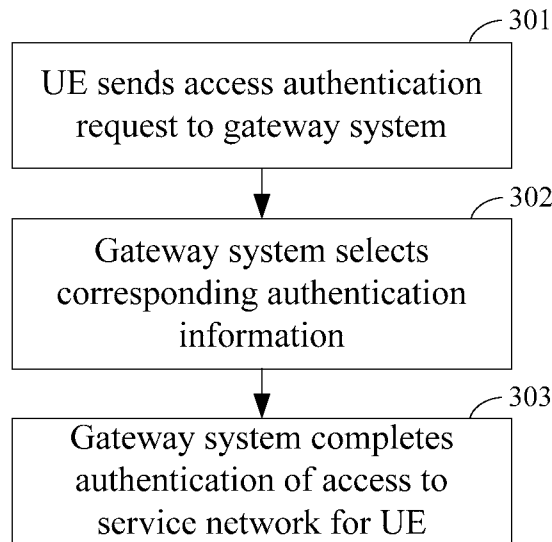 301
UE sends access authentication
request to gateway system
302
Gateway system selects
corresponding authentication
information
303
Gateway system completes
authentication of access to
service network for UE